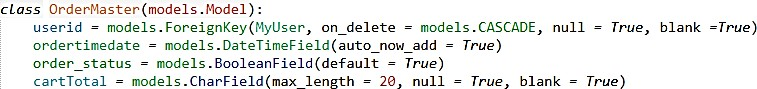 class OrderMaster(models.Model):
    userid = models.ForeignKey(MyUser, on_delete = models.CASCADE, null = True, blank =True)
    ordertimedate = models.DateTimeField(auto_now_add = True)
    order_status = models.BooleanField(default = True)
    cartTotal = models.CharField(max_length = 20, null = True, blank = True)